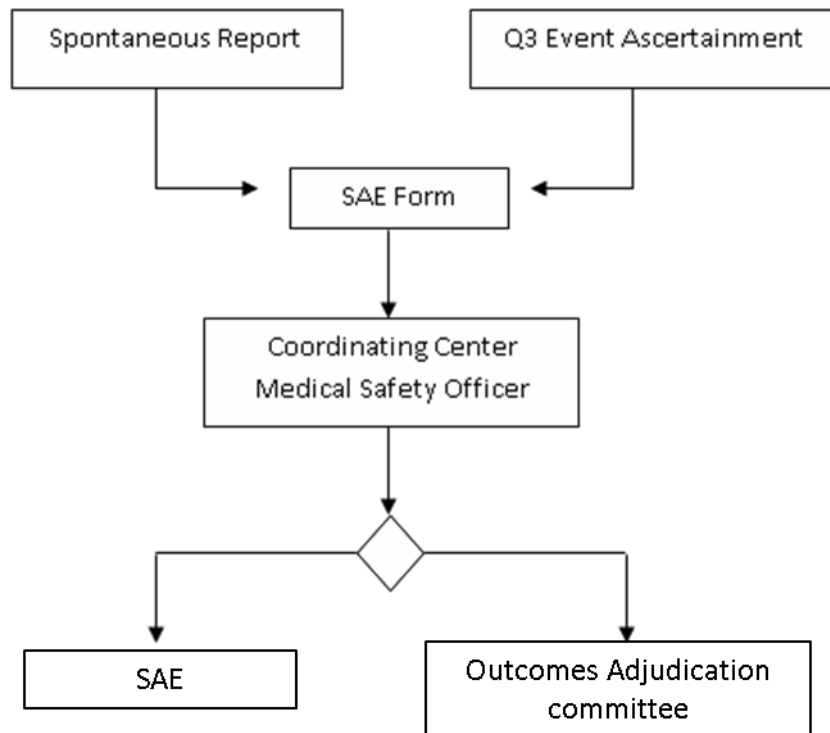 Spontaneous Report
Q3 Event Ascertainment
SAE Form
Coordinating Center
Medical Safety Officer
SAE
Outcomes Adjudication
committee